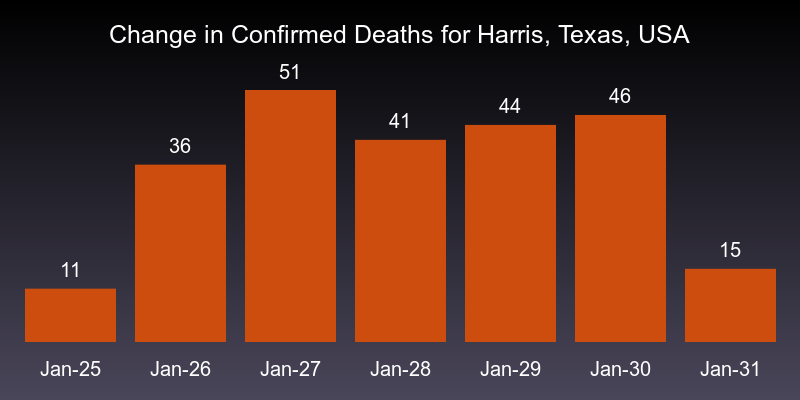 Change in Confirmed Deaths for Harris, Texas, USA
11
36
51
41
44
46
15
Jan-25
Jan-26
Jan-27
Jan-28
Jan-29
Jan-30
Jan-31